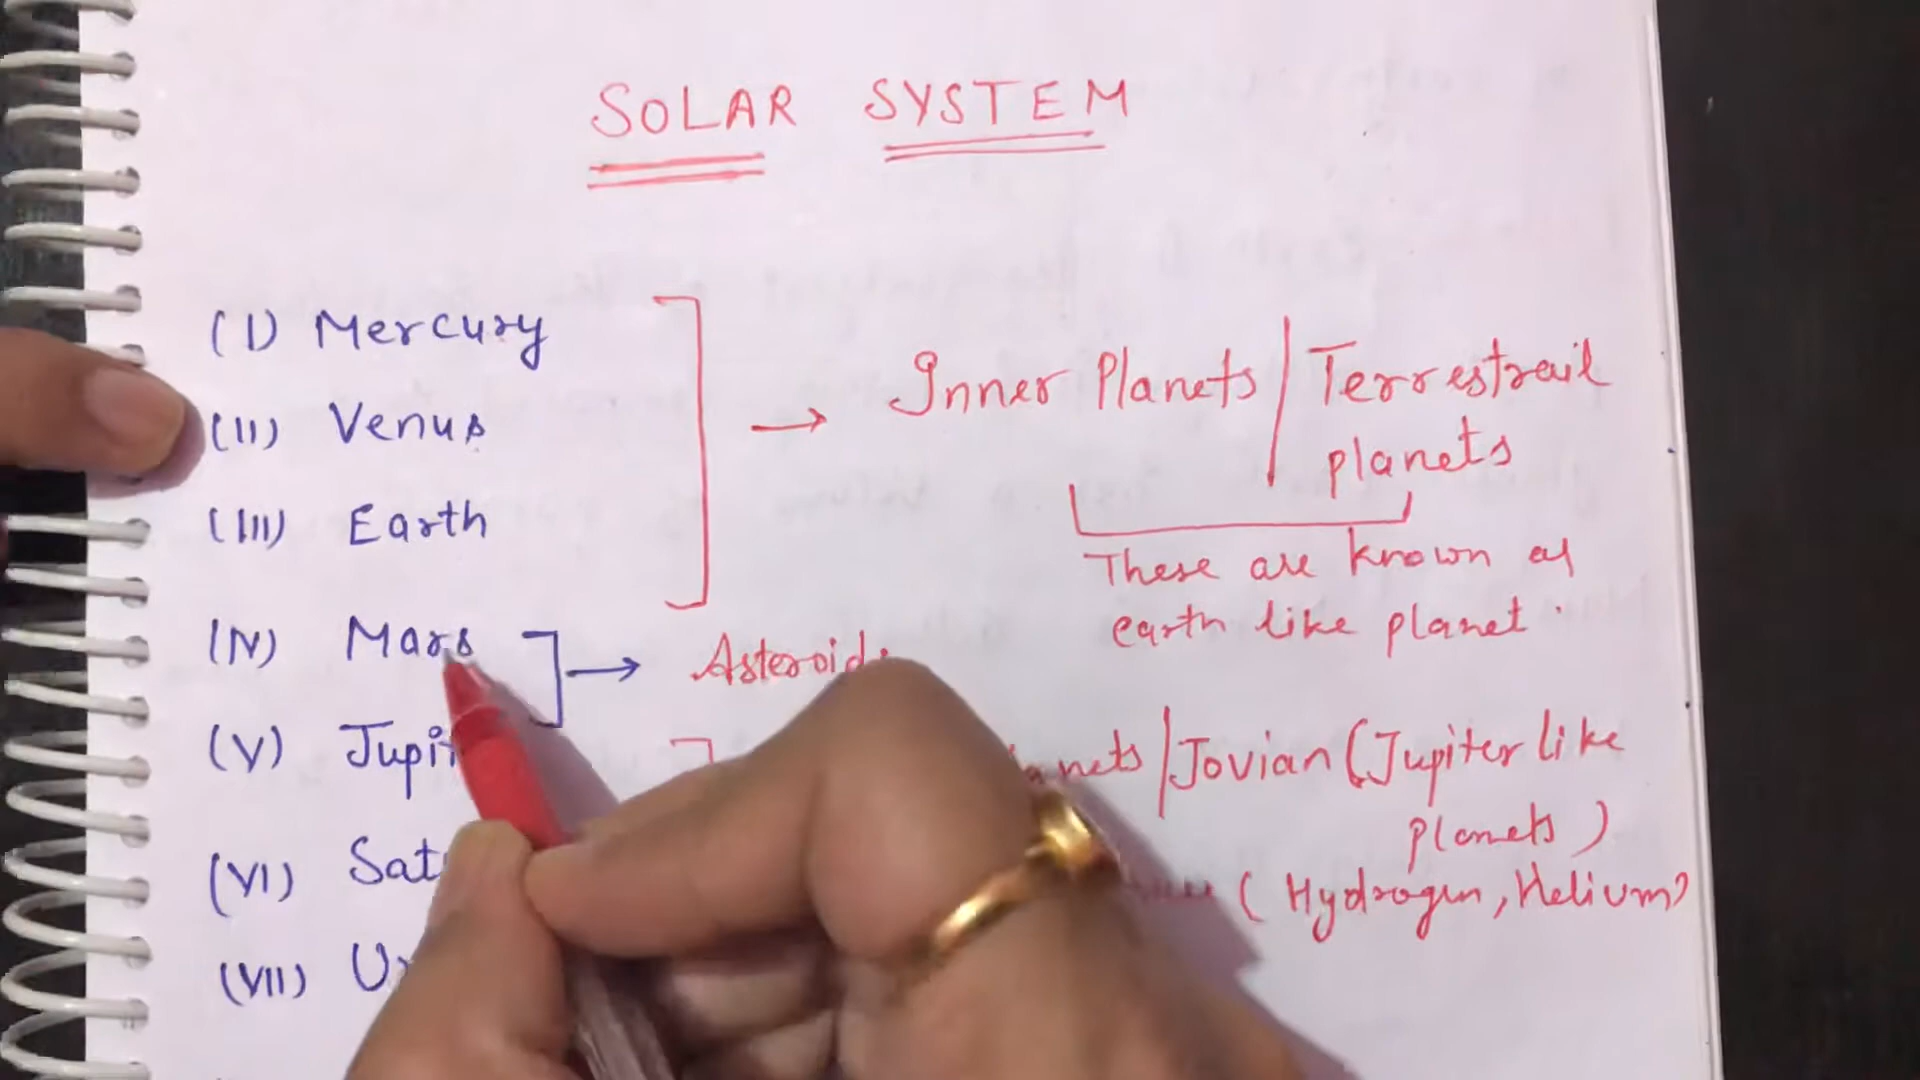 SOLAR SYSTEM
(I) Mercury
(II) Venus
(III) Earth
(IV) Mars
(V)
(VI)
(VII)
→ Inner Planets / Terrestrail
planets
These are known as
earth like planet.
→ Asteroids
/ Jovian (Jupiter like
planets)
(Hydrogen, Helium)